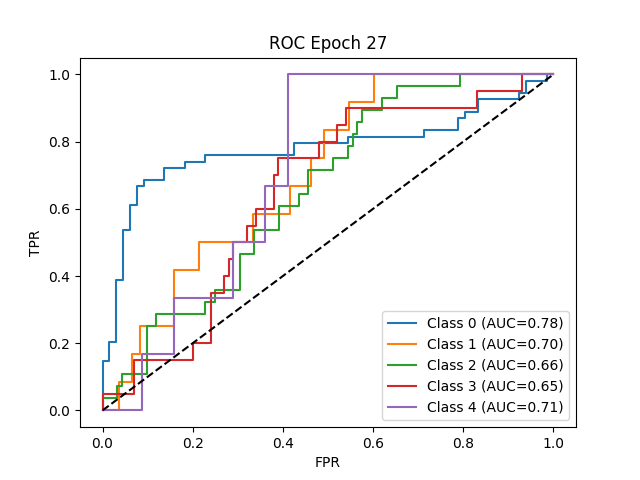 ROC Epoch 27
1.0
0.8
0.6
0.4
0.2
0.0
TPR
0.0 0.2 0.4 0.6 0.8 1.0
FPR
Class 0 (AUC=0.78)
Class 1 (AUC=0.70)
Class 2 (AUC=0.66)
Class 3 (AUC=0.65)
Class 4 (AUC=0.71)